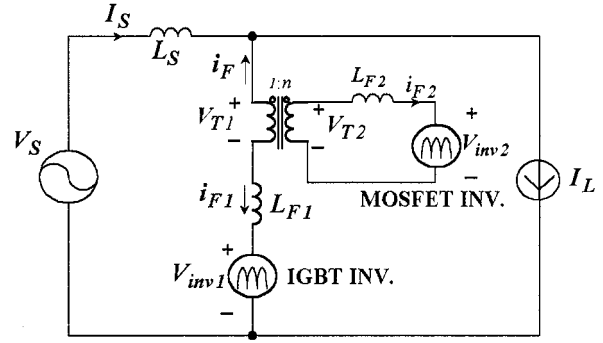 I_S
L_S
i_F
1:n
L_F2
i_F2
+
+
+
V_T1
V_T2
V_inv2
V_S
−
−
−
I_L
MOSFET INV.
i_F1
L_F1
+
V_inv1
IGBT INV.
−